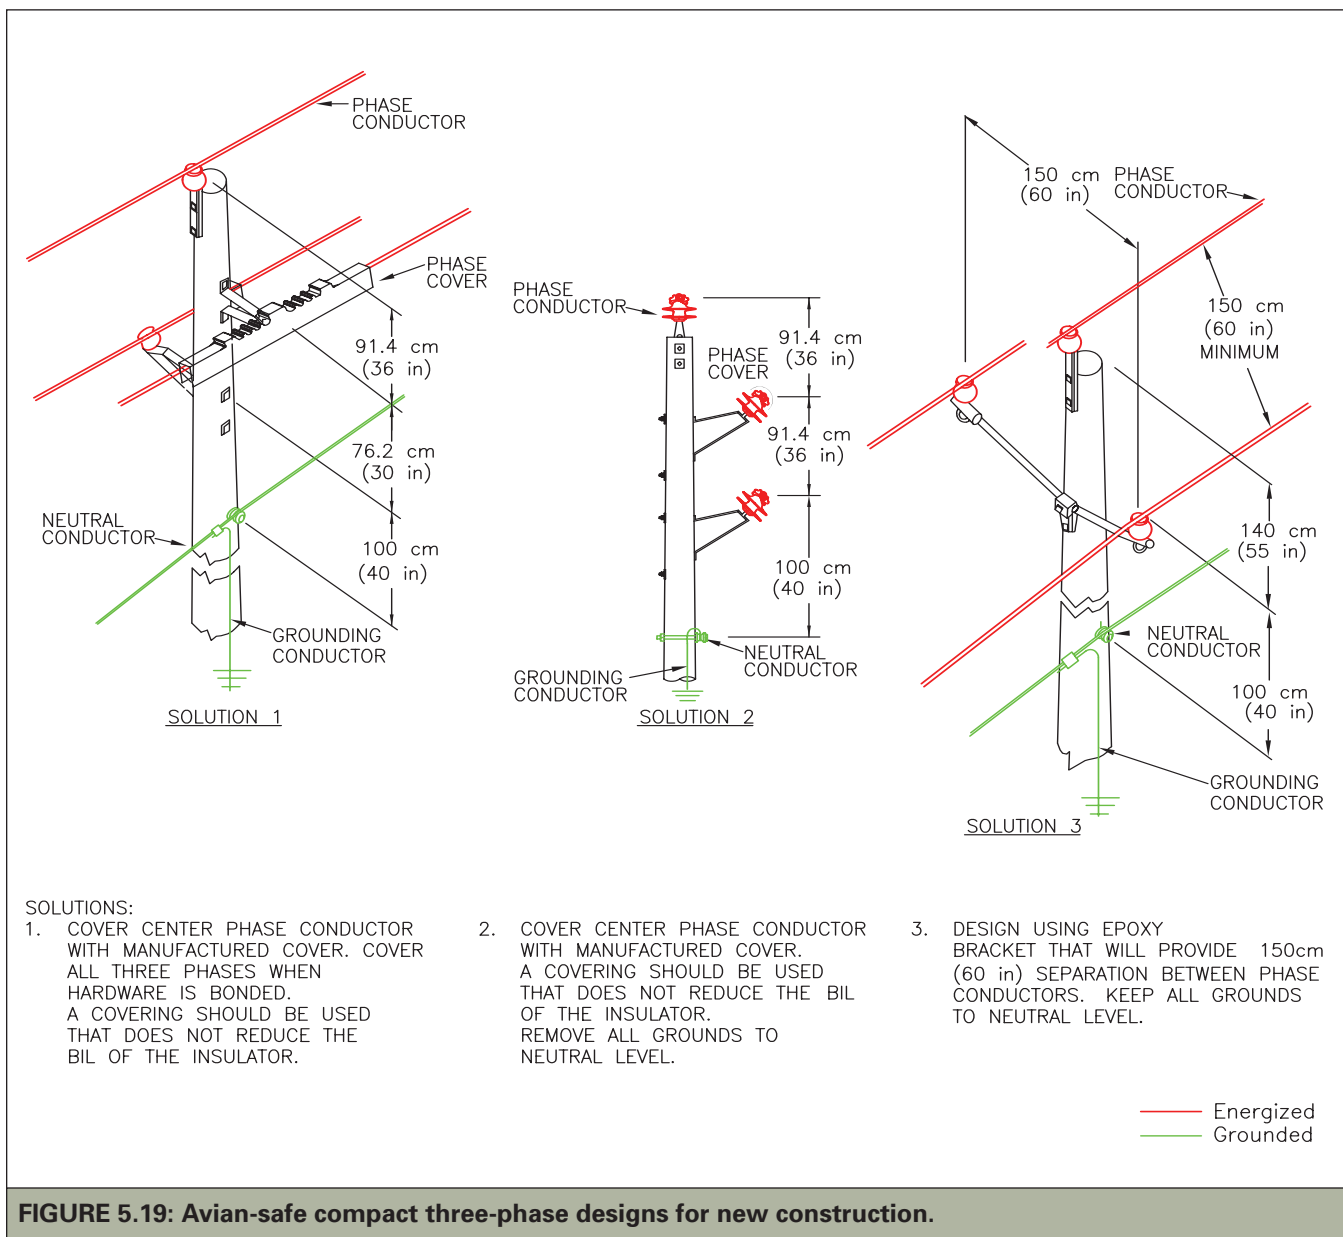 PHASE
CONDUCTOR
PHASE
COVER
91.4 cm
(36 in)
76.2 cm
(30 in)
NEUTRAL
CONDUCTOR
100 cm
(40 in)
GROUNDING
CONDUCTOR
SOLUTION 1
PHASE
CONDUCTOR
91.4 cm
(36 in)
PHASE
COVER
91.4 cm
(36 in)
100 cm
(40 in)
NEUTRAL
CONDUCTOR
GROUNDING
CONDUCTOR
SOLUTION 2
150 cm
(60 in)
PHASE
CONDUCTOR
150 cm
(60 in)
MINIMUM
140 cm
(55 in)
NEUTRAL
CONDUCTOR
100 cm
(40 in)
GROUNDING
CONDUCTOR
SOLUTION 3
SOLUTIONS:
1. COVER CENTER PHASE CONDUCTOR
WITH MANUFACTURED COVER. COVER
ALL THREE PHASES WHEN
HARDWARE IS BONDED.
A COVERING SHOULD BE USED
THAT DOES NOT REDUCE THE
BIL OF THE INSULATOR.
2. COVER CENTER PHASE CONDUCTOR
WITH MANUFACTURED COVER.
A COVERING SHOULD BE USED
THAT DOES NOT REDUCE THE BIL
OF THE INSULATOR.
REMOVE ALL GROUNDS TO
NEUTRAL LEVEL.
3. DESIGN USING EPOXY
BRACKET THAT WILL PROVIDE 150cm
(60 in) SEPARATION BETWEEN PHASE
CONDUCTORS. KEEP ALL GROUNDS
TO NEUTRAL LEVEL.
Energized
Grounded
FIGURE 5.19: Avian-safe compact three-phase designs for new construction.